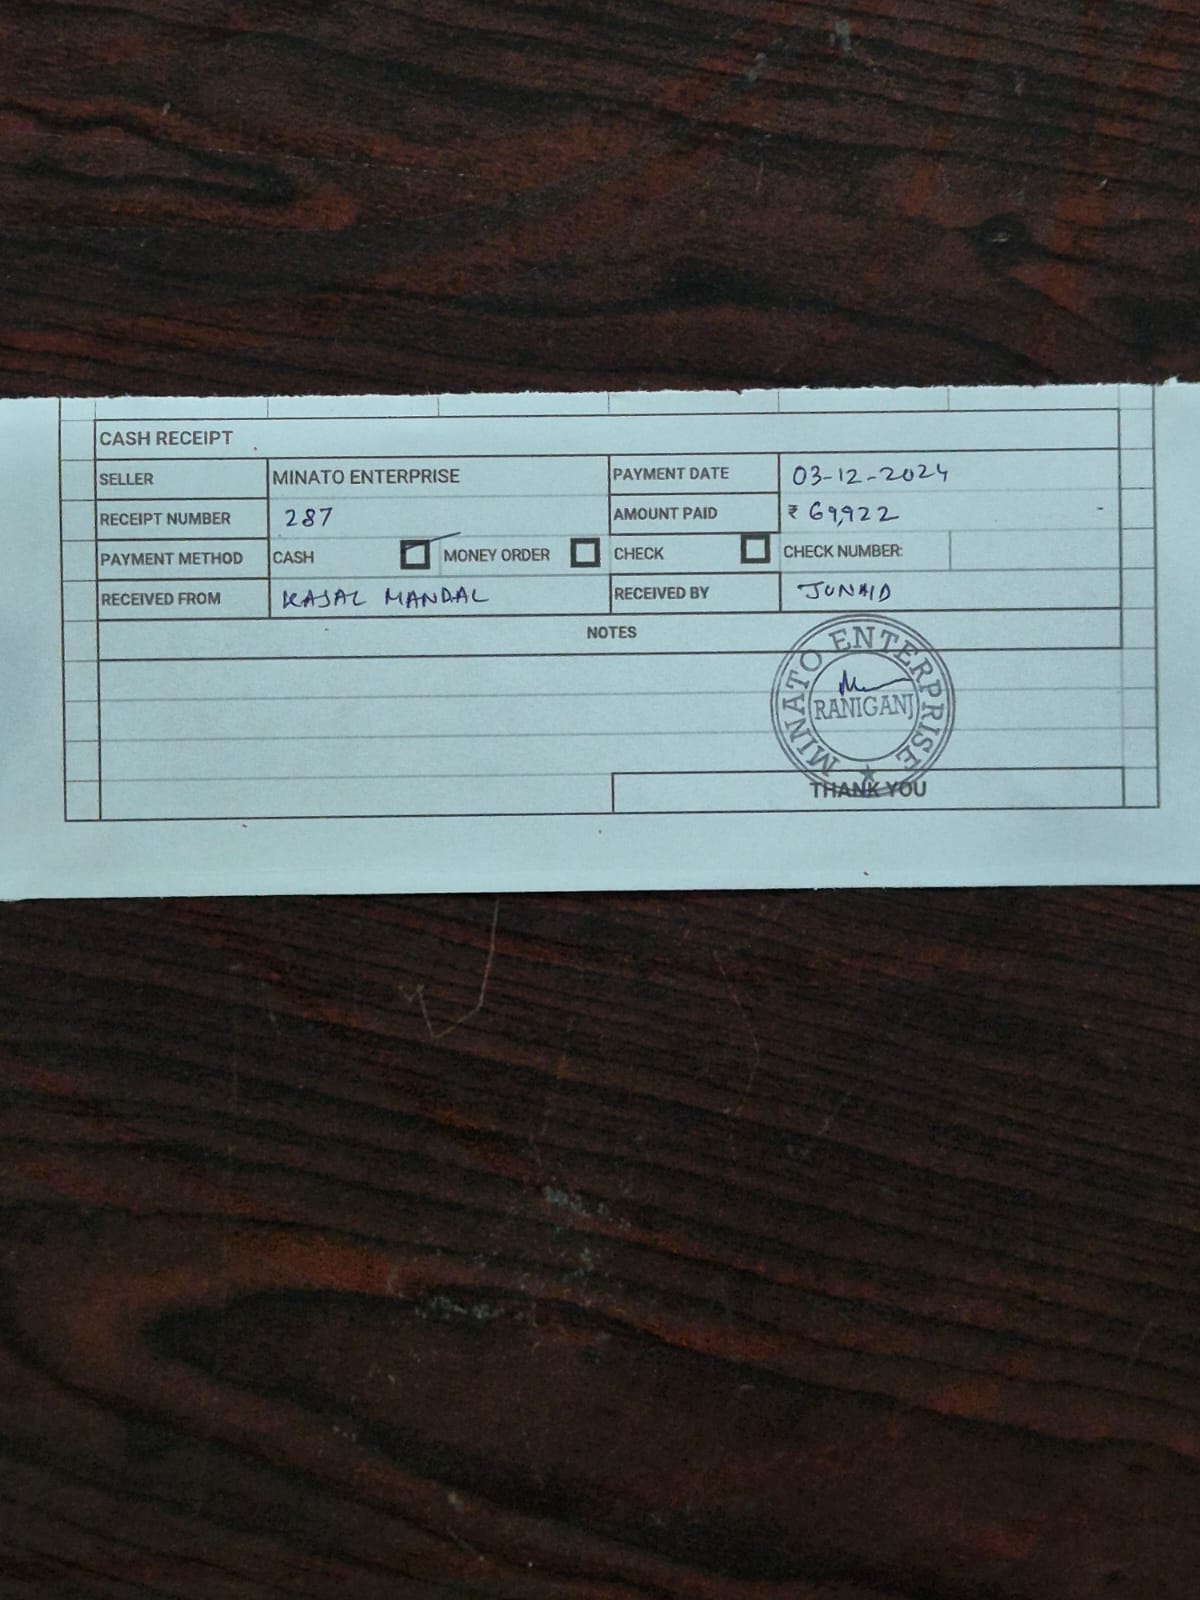 CASH RECEIPT
SELLER MINATO ENTERPRISE PAYMENT DATE 03-12-2024
RECEIPT NUMBER 287 AMOUNT PAID ₹ 69,922
PAYMENT METHOD CASH MONEY ORDER CHECK CHECK NUMBER:
RECEIVED FROM KAJAL MANDAL RECEIVED BY JUNAID
NOTES
MINATO ENTERPRISE
RANIGANJ
THANK YOU